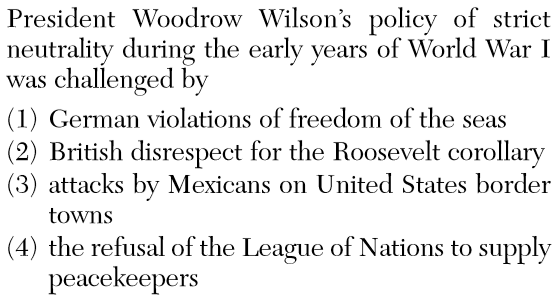 President Woodrow Wilson’s policy of strict
neutrality during the early years of World War I
was challenged by
(1) German violations of freedom of the seas
(2) British disrespect for the Roosevelt corollary
(3) attacks by Mexicans on United States border
towns
(4) the refusal of the League of Nations to supply
peacekeepers